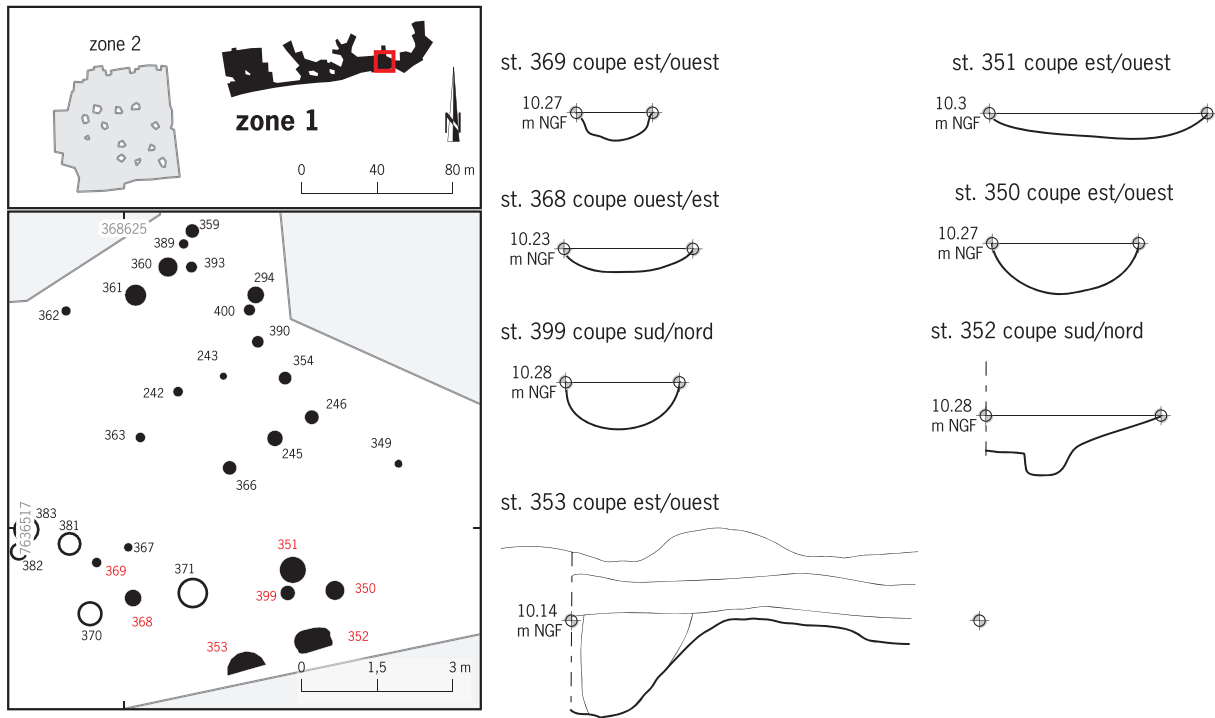 zone 2
zone 1
N
0 40 80 m
368625
359
389
360
393
361
294
362
400
390
243
354
242
246
363
245
349
366
383
7636517
381
382
367
369
371
351
399
350
368
370
353
352
0 1,5 3 m
st. 369 coupe est/ouest
10.27
m NGF
st. 368 coupe ouest/est
10.23
m NGF
st. 399 coupe sud/nord
10.28
m NGF
st. 353 coupe est/ouest
10.14
m NGF
st. 351 coupe est/ouest
10.3
m NGF
st. 350 coupe est/ouest
10.27
m NGF
st. 352 coupe sud/nord
10.28
m NGF